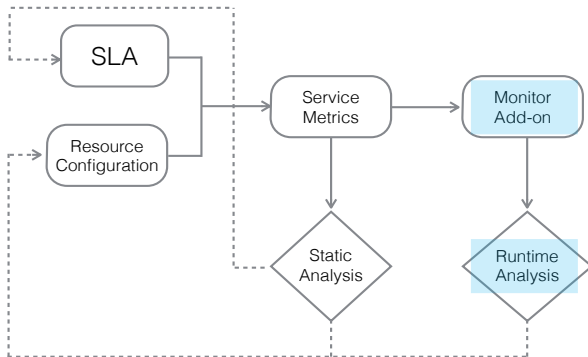 SLA
Resource
Configuration
Service
Metrics
Monitor
Add-on
Static
Analysis
Runtime
Analysis